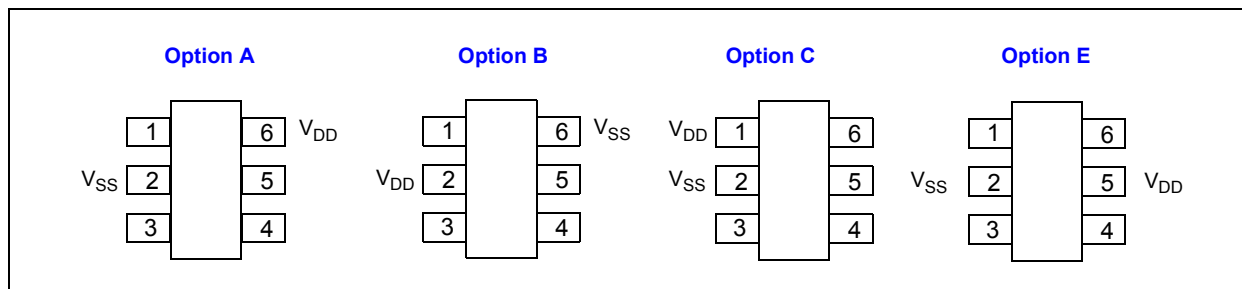 Option A Option B Option C Option E
1 6 VDD 1 6 VSS VDD 1 6 1 6
VSS 2 5 VDD 2 5 VSS 2 5 VSS 2 5 VDD
3 4 3 4 3 4 3 4